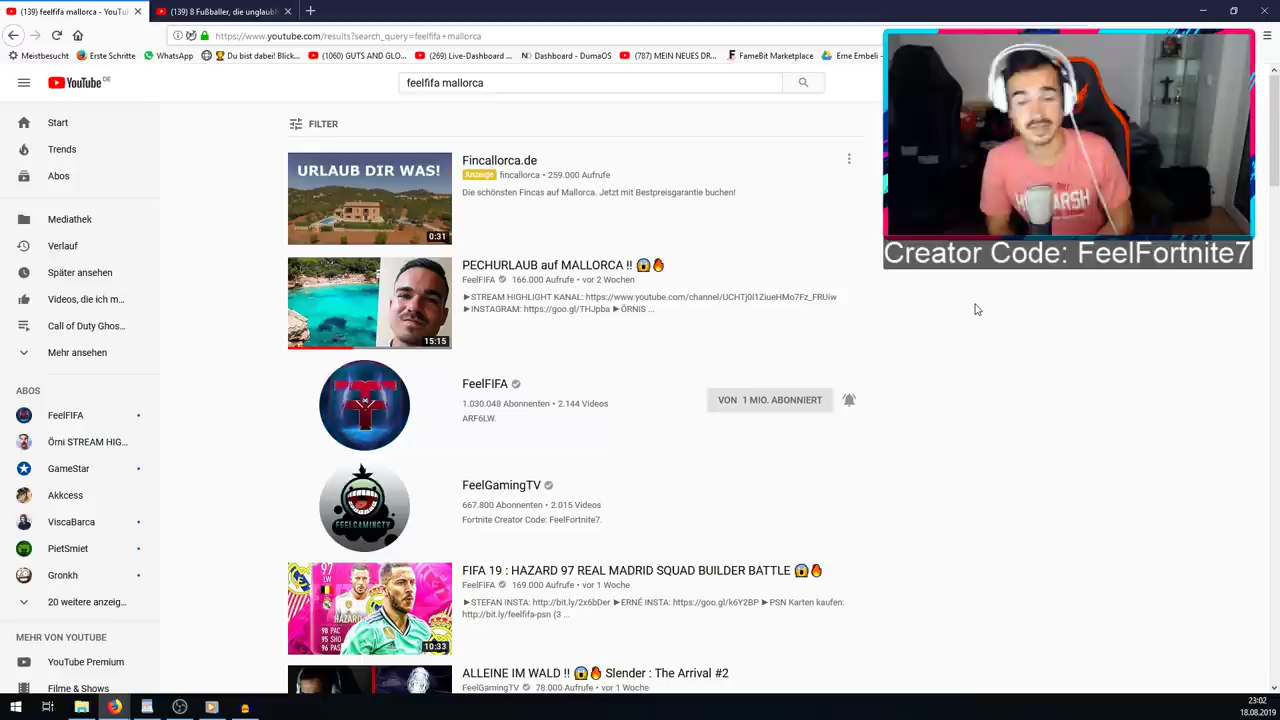 (139) feelfifa mallorca - YouTu
(139) 8 Fußballer, die unglaubl
https://www.youtube.com/results?search_query=feelfifa+mallorca
Meistbesucht
Erste Schritte
WhatsApp
Du bist dabei! Blick...
(1060) GUTS AND GLO...
(269) Live-Dashboard ...
Dashboard - DumaOS
(787) MEIN NEUES DR...
FameBit Marketplace
Erne Embeli
YouTube DE
feelfifa mallorca
Start
Trends
Abos
Mediathek
Verlauf
Später ansehen
Videos, die ich m...
Call of Duty Ghos...
Mehr ansehen
ABOS
FeelFIFA
Örni STREAM HIG...
GameStar
Akkcess
ViscaBarca
PietSmiet
Gronkh
20 weitere anzeig...
MEHR VON YOUTUBE
YouTube Premium
Filme & Shows
FILTER
URLAUB DIR WAS!
0:31
Fincallorca.de
Anzeige fincallorca • 259.000 Aufrufe
Die schönsten Fincas auf Mallorca. Jetzt mit Bestpreisgarantie buchen!
15:15
PECHURLAUB auf MALLORCA !! 😱🔥
FeelFIFA 166.000 Aufrufe • vor 2 Wochen
►STREAM HIGHLIGHT KANAL: https://www.youtube.com/channel/UCHTj0l1ZiueHMo7Fz_FRUiw
►INSTAGRAM: https://goo.gl/THJpba ►ÖRNIS ...
FeelFIFA
1.030.048 Abonnenten • 2.144 Videos
ARF6LW.
VON 1 MIO. ABONNIERT
FEELGAMINGTV
FeelGamingTV
667.800 Abonnenten • 2.015 Videos
Fortnite Creator Code: FeelFortnite7.
97
LW
HAZARD
10:33
FIFA 19 : HAZARD 97 REAL MADRID SQUAD BUILDER BATTLE 😱🔥
FeelFIFA 169.000 Aufrufe • vor 1 Woche
►STEFAN INSTA: http://bit.ly/2x6bDer ►ERNÉ INSTA: https://goo.gl/k6Y2BP ►PSN Karten kaufen:
http://bit.ly/feelfifa-psn (3 ...
ALLEINE IM WALD !! 😱🔥 Slender : The Arrival #2
FeelGamingTV 78.000 Aufrufe • vor 1 Woche
Creator Code: FeelFortnite7
23:02
18.08.2019